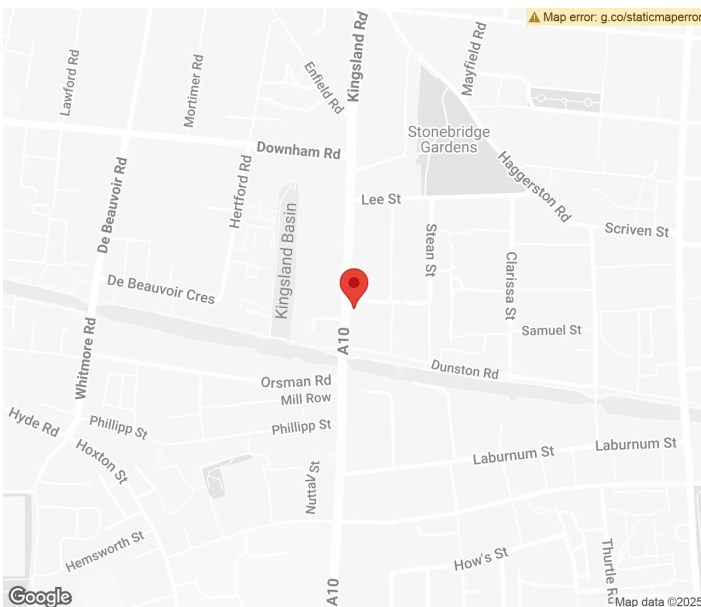 Map error: g.co/staticmaperror
Kingsland Rd
Mayfield Rd
Lawford Rd
Mortimer Rd
Enfield Rd
Stonebridge
Gardens
Downham Rd
Haggerston Rd
De Beauvoir Rd
Hertford Rd
Lee St
Scriven St
Kingsland Basin
Stean St
Clarissa St
De Beauvoir Cres
Samuel St
A10
Whitmore Rd
Dunston Rd
Orsman Rd
Mill Row
Hyde Rd
Phillipp St
Phillipp St
Hoxton St
Laburnum St
Laburnum St
Nuttall St
Hemsworth St
How's St
Thurtle Rd
A10
Google
Map data ©2025